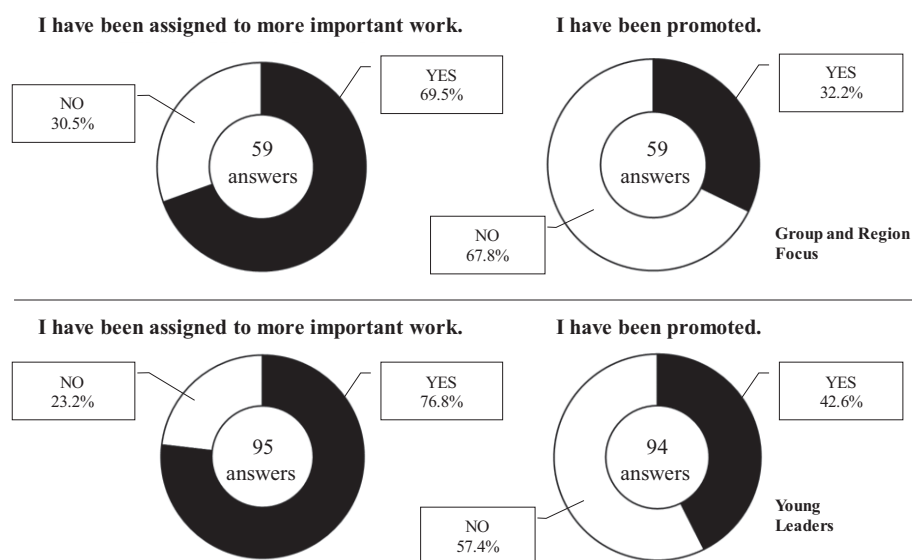 I have been assigned to more important work.
I have been promoted.
YES
69.5%
NO
30.5%
59
answers
YES
32.2%
59
answers
NO
67.8%
Group and Region
Focus
I have been assigned to more important work.
I have been promoted.
NO
23.2%
YES
76.8%
95
answers
YES
42.6%
94
answers
NO
57.4%
Young
Leaders